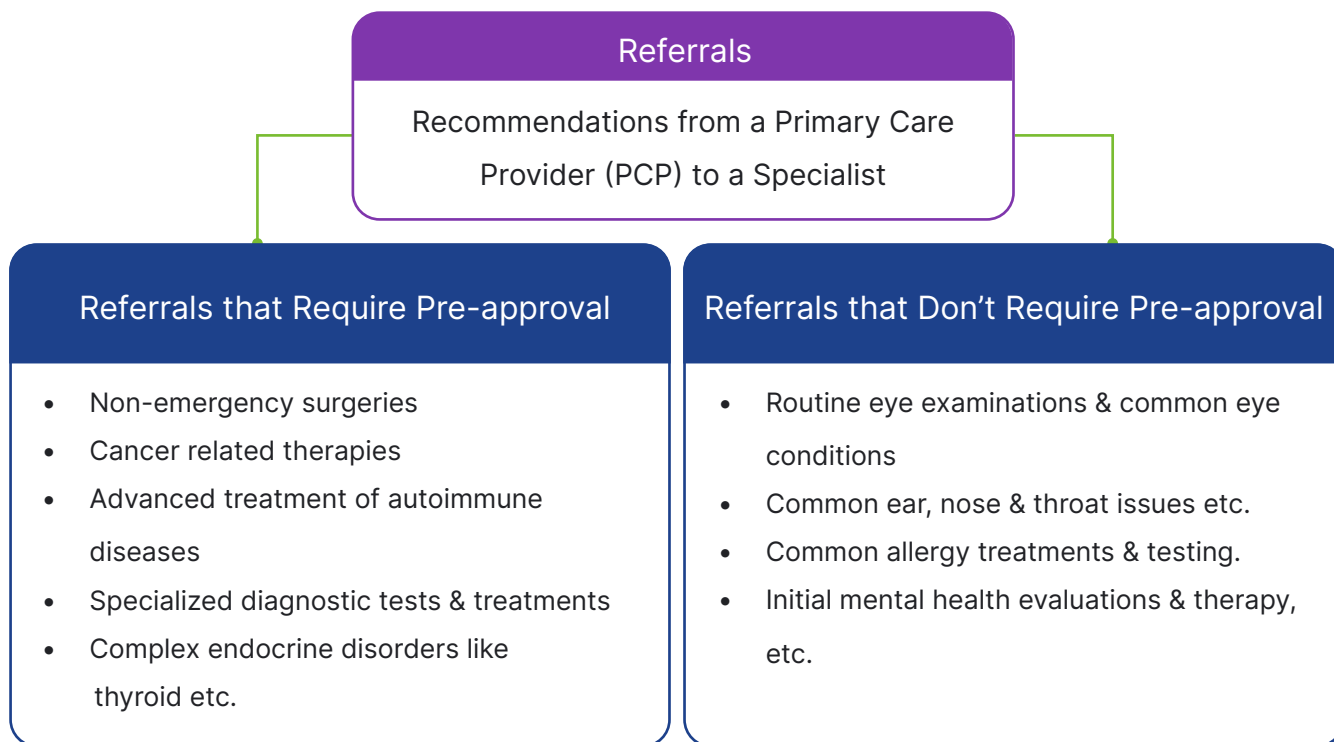 Referrals
Recommendations from a Primary Care
Provider (PCP) to a Specialist
Referrals that Require Pre-approval
• Non-emergency surgeries
• Cancer related therapies
• Advanced treatment of autoimmune
diseases
• Specialized diagnostic tests & treatments
• Complex endocrine disorders like
thyroid etc.
Referrals that Don’t Require Pre-approval
• Routine eye examinations & common eye
conditions
• Common ear, nose & throat issues etc.
• Common allergy treatments & testing.
• Initial mental health evaluations & therapy,
etc.